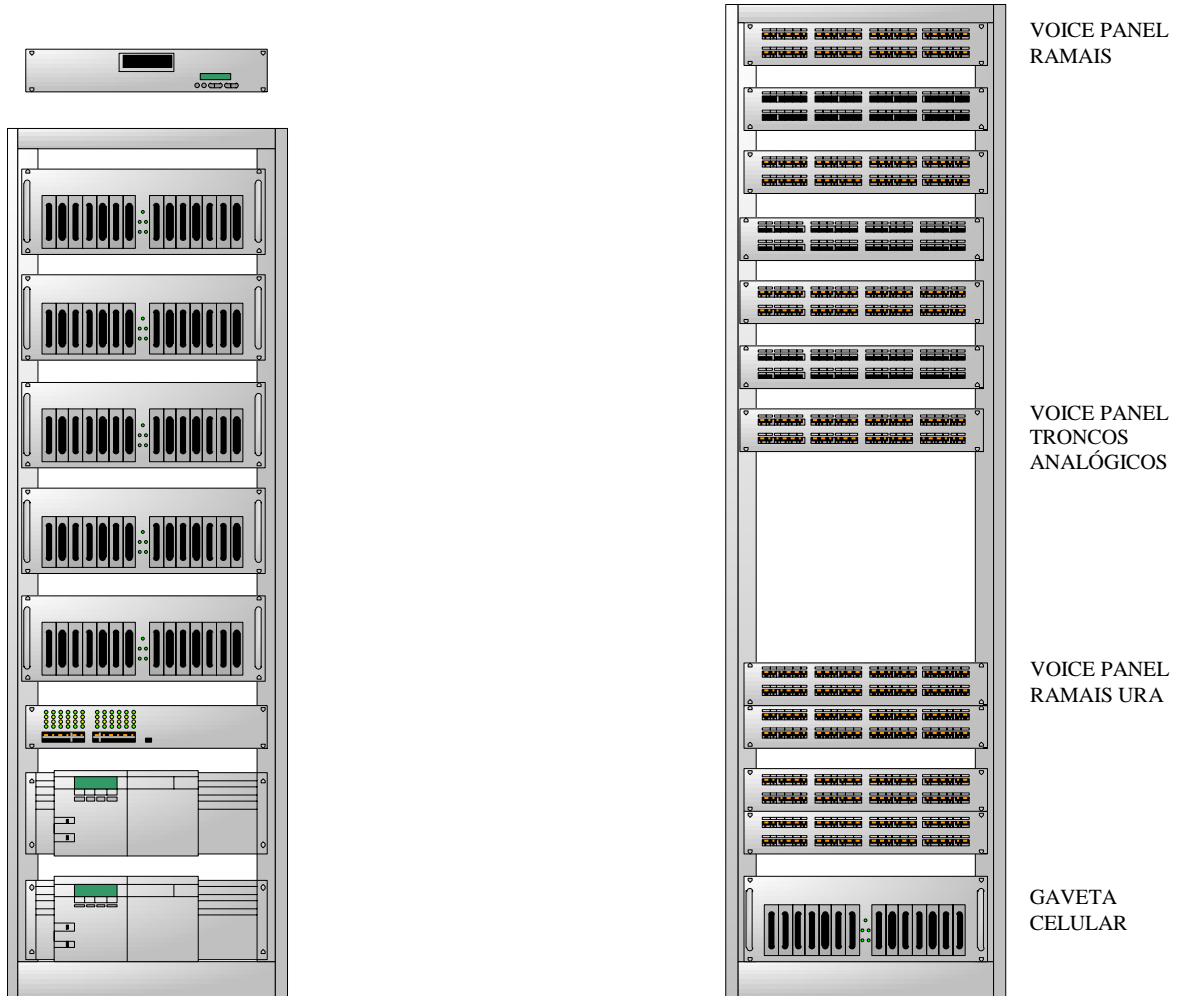 VOICE PANEL
RAMAIS
VOICE PANEL
TRONCOS
ANALÓGICOS
VOICE PANEL
RAMAIS URA
GAVETA
CELULAR